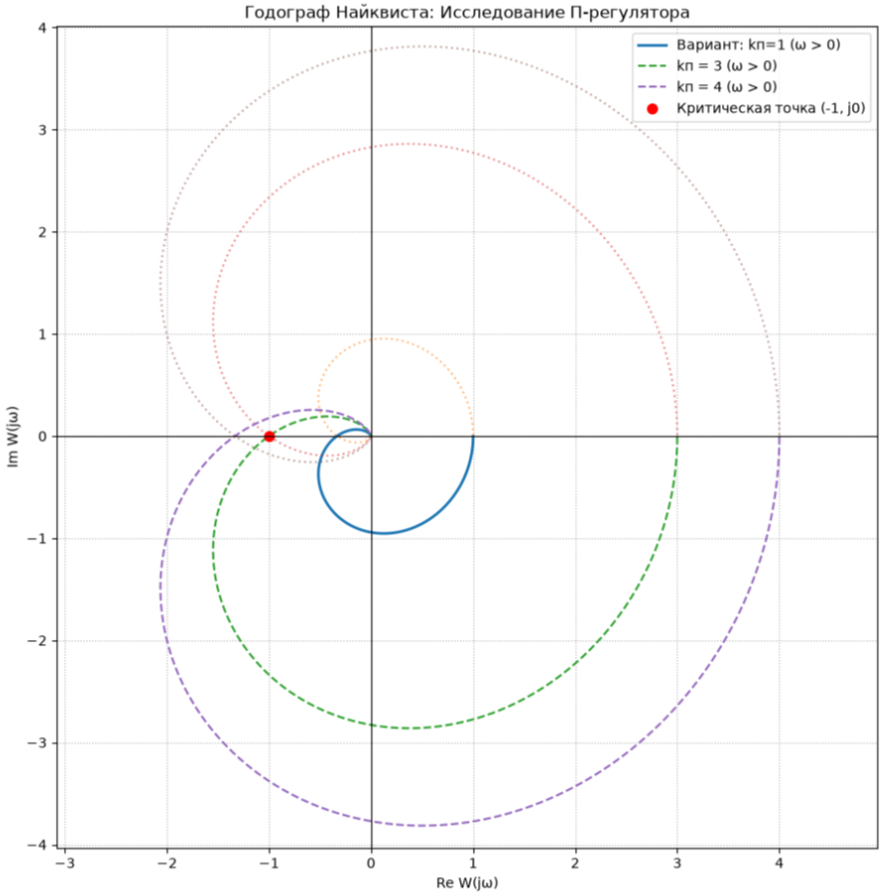 Годограф Найквиста: Исследование П-регулятора
Вариант: kп=1 (ω > 0)
kп = 3 (ω > 0)
kп = 4 (ω > 0)
Критическая точка (-1, j0)
4
3
2
1
0
−1
−2
−3
−4
Im W(jω)
−3
−2
−1
0
1
2
3
4
Re W(jω)